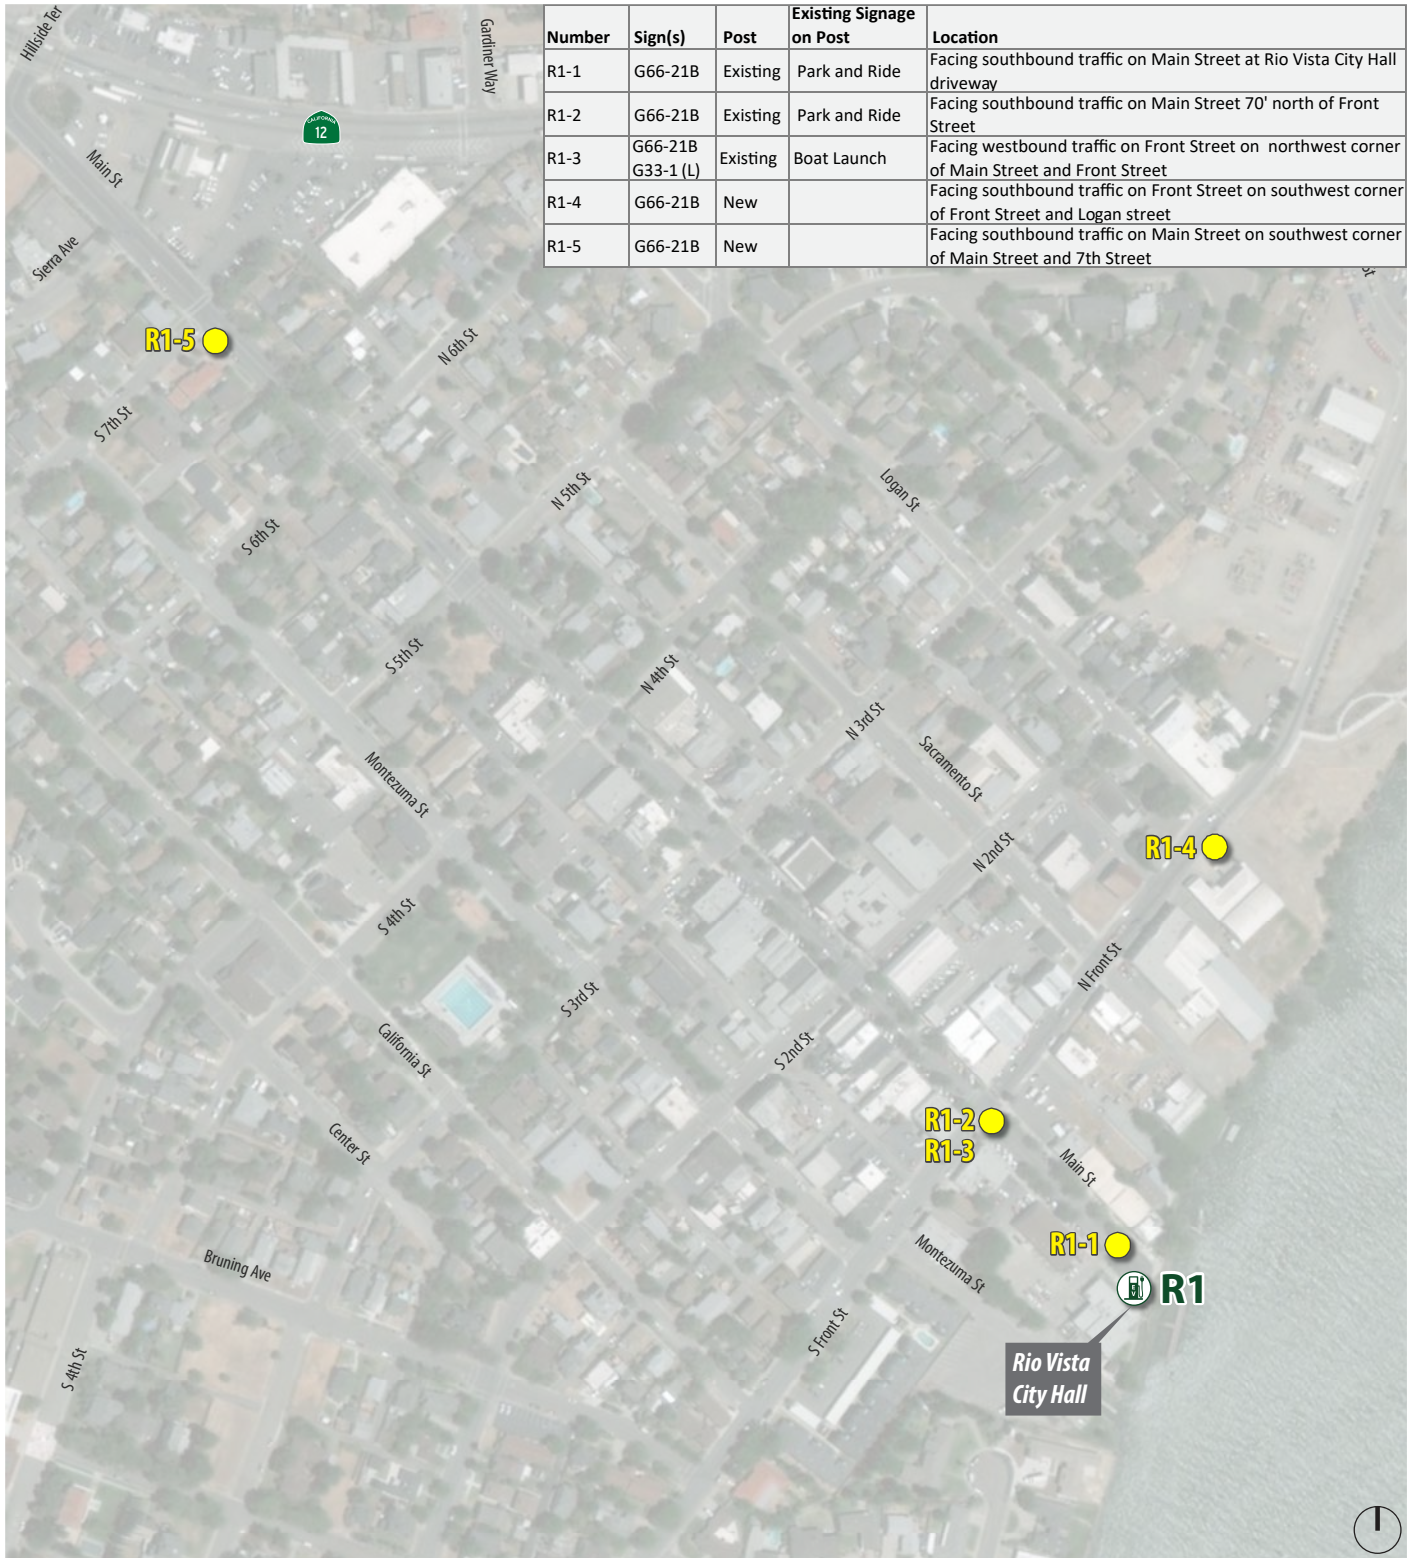 Number Sign(s) Post Existing Signage on Post Location
R1-1 G66-21B Existing Park and Ride Facing southbound traffic on Main Street at Rio Vista City Hall driveway
R1-2 G66-21B Existing Park and Ride Facing southbound traffic on Main Street 70' north of Front Street
R1-3 G66-21B G33-1 (L) Existing Boat Launch Facing westbound traffic on Front Street on northwest corner of Main Street and Front Street
R1-4 G66-21B New Facing southbound traffic on Front Street on southwest corner of Front Street and Logan street
R1-5 G66-21B New Facing southbound traffic on Main Street on southwest corner of Main Street and 7th Street
Hillside Ter
Gardiner Way
CALIFORNIA
12
Main St
Sierra Ave
St
R1-5
N 6th St
S 7th St
Logan St
N 5th St
S 6th St
S 5th St
N 4th St
N 3rd St
Sacramento St
Montezuma St
R1-4
N 2nd St
S 4th St
N Front St
S 3rd St
California St
S 2nd St
R1-2
R1-3
Center St
Main St
R1-1
Montezuma St
Bruning Ave
EV
R1
S Front St
Rio Vista
City Hall
S 4th St